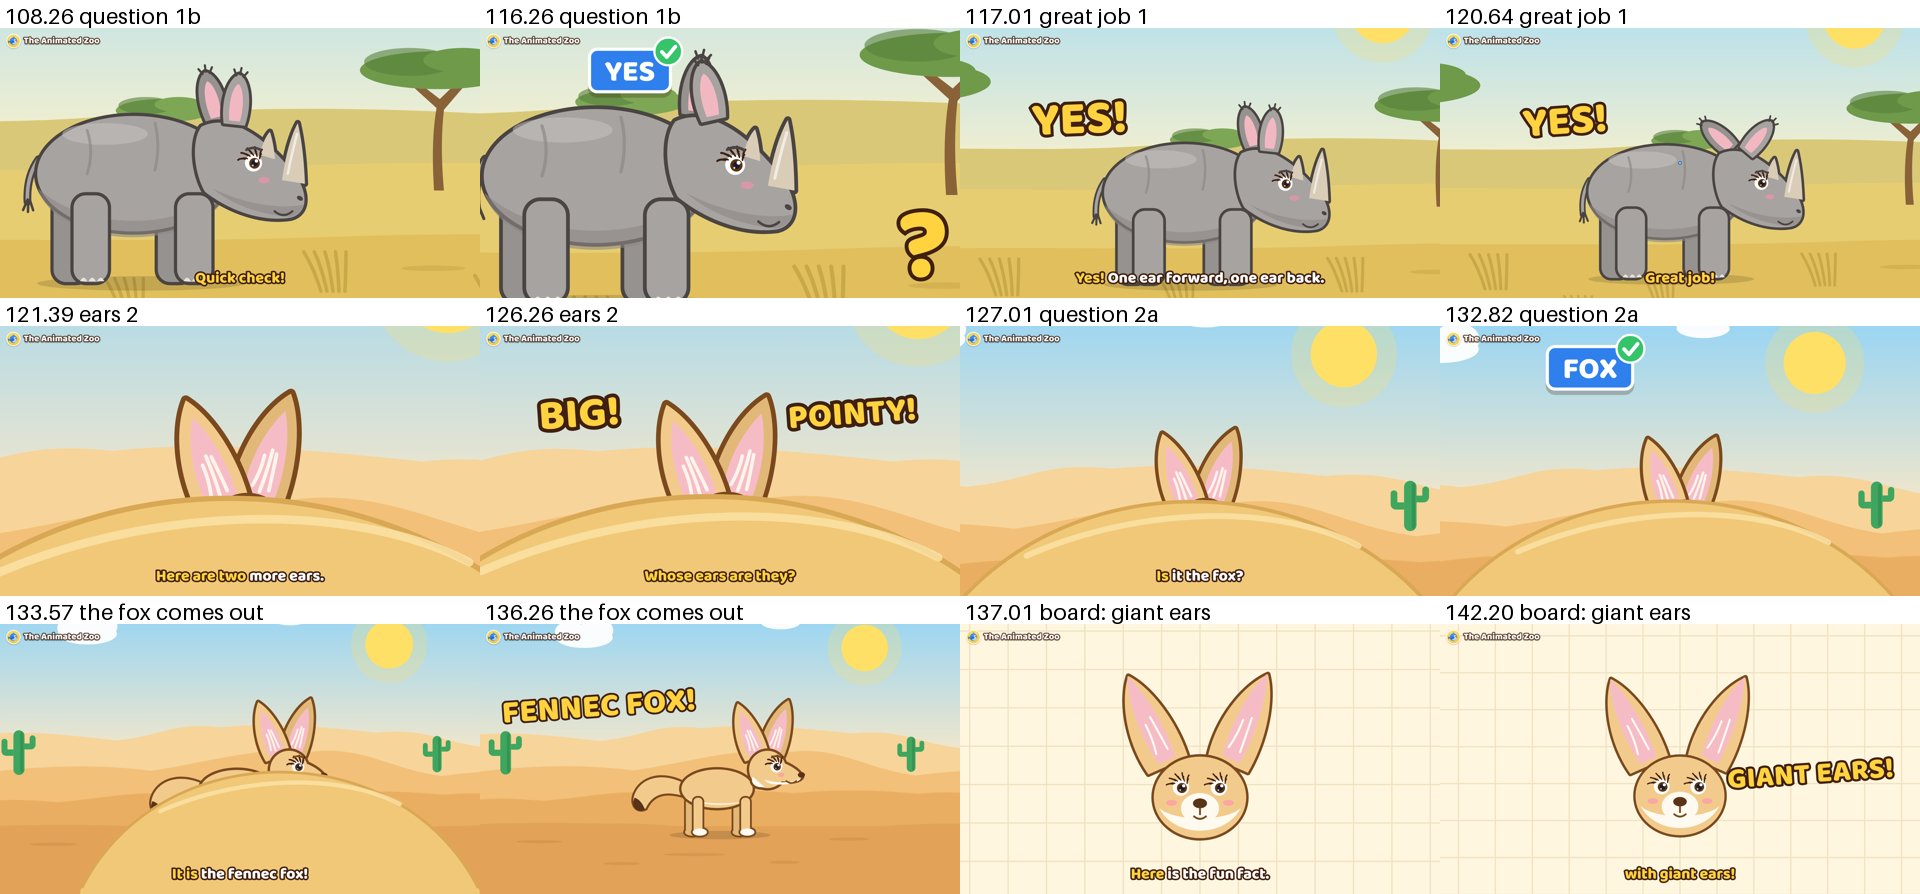 108.26 question 1b
The Animated Zoo
Quick check!
116.26 question 1b
The Animated Zoo
YES
?
117.01 great job 1
The Animated Zoo
YES!
Yes! One ear forward, one ear back.
120.64 great job 1
The Animated Zoo
YES!
Great job!
121.39 ears 2
The Animated Zoo
Here are two more ears.
126.26 ears 2
The Animated Zoo
BIG!
POINTY!
Whose ears are they?
127.01 question 2a
The Animated Zoo
Is it the fox?
132.82 question 2a
The Animated Zoo
FOX
133.57 the fox comes out
The Animated Zoo
It is the fennec fox!
136.26 the fox comes out
The Animated Zoo
FENNEC FOX!
137.01 board: giant ears
The Animated Zoo
Here is the fun fact.
142.20 board: giant ears
The Animated Zoo
GIANT EARS!
with giant ears!